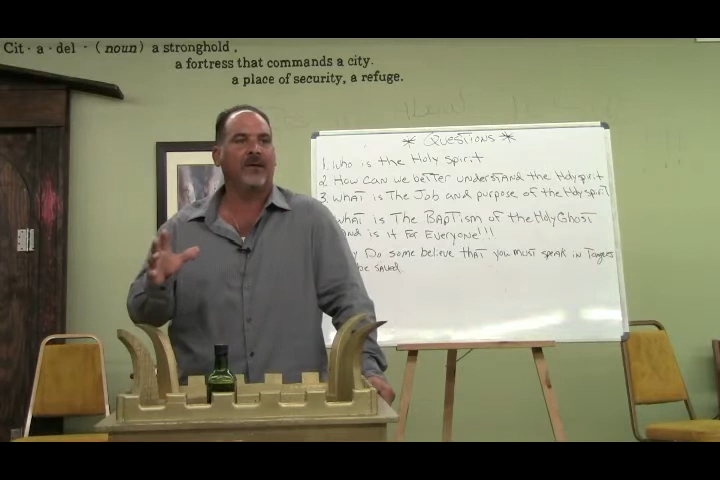 Cit · a · del - ( noun ) a stronghold ,
a fortress that commands a city.
a place of security, a refuge.
* Questions *
1. Who is the Holy spirit
2. How can we better understand the Holy spirit
3. What is The Job and purpose of the Holy spirit
what is The Baptism of the Holy Ghost
and is it For Everyone!!!
Do some believe that you must speak in Tongues
be saved.